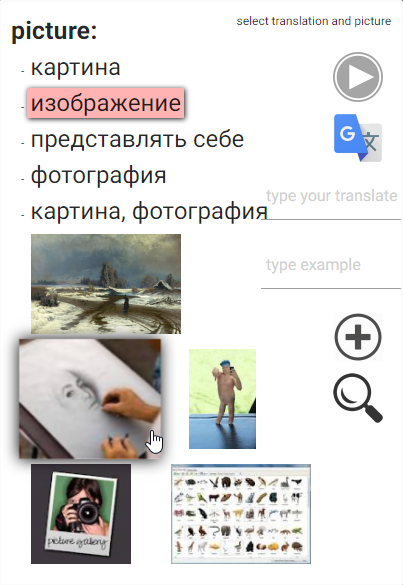 select translation and picture
picture:
- картина
- изображение
- представлять себе
- фотография
- картина, фотография
type your translate
type example
G 文
picture gallery